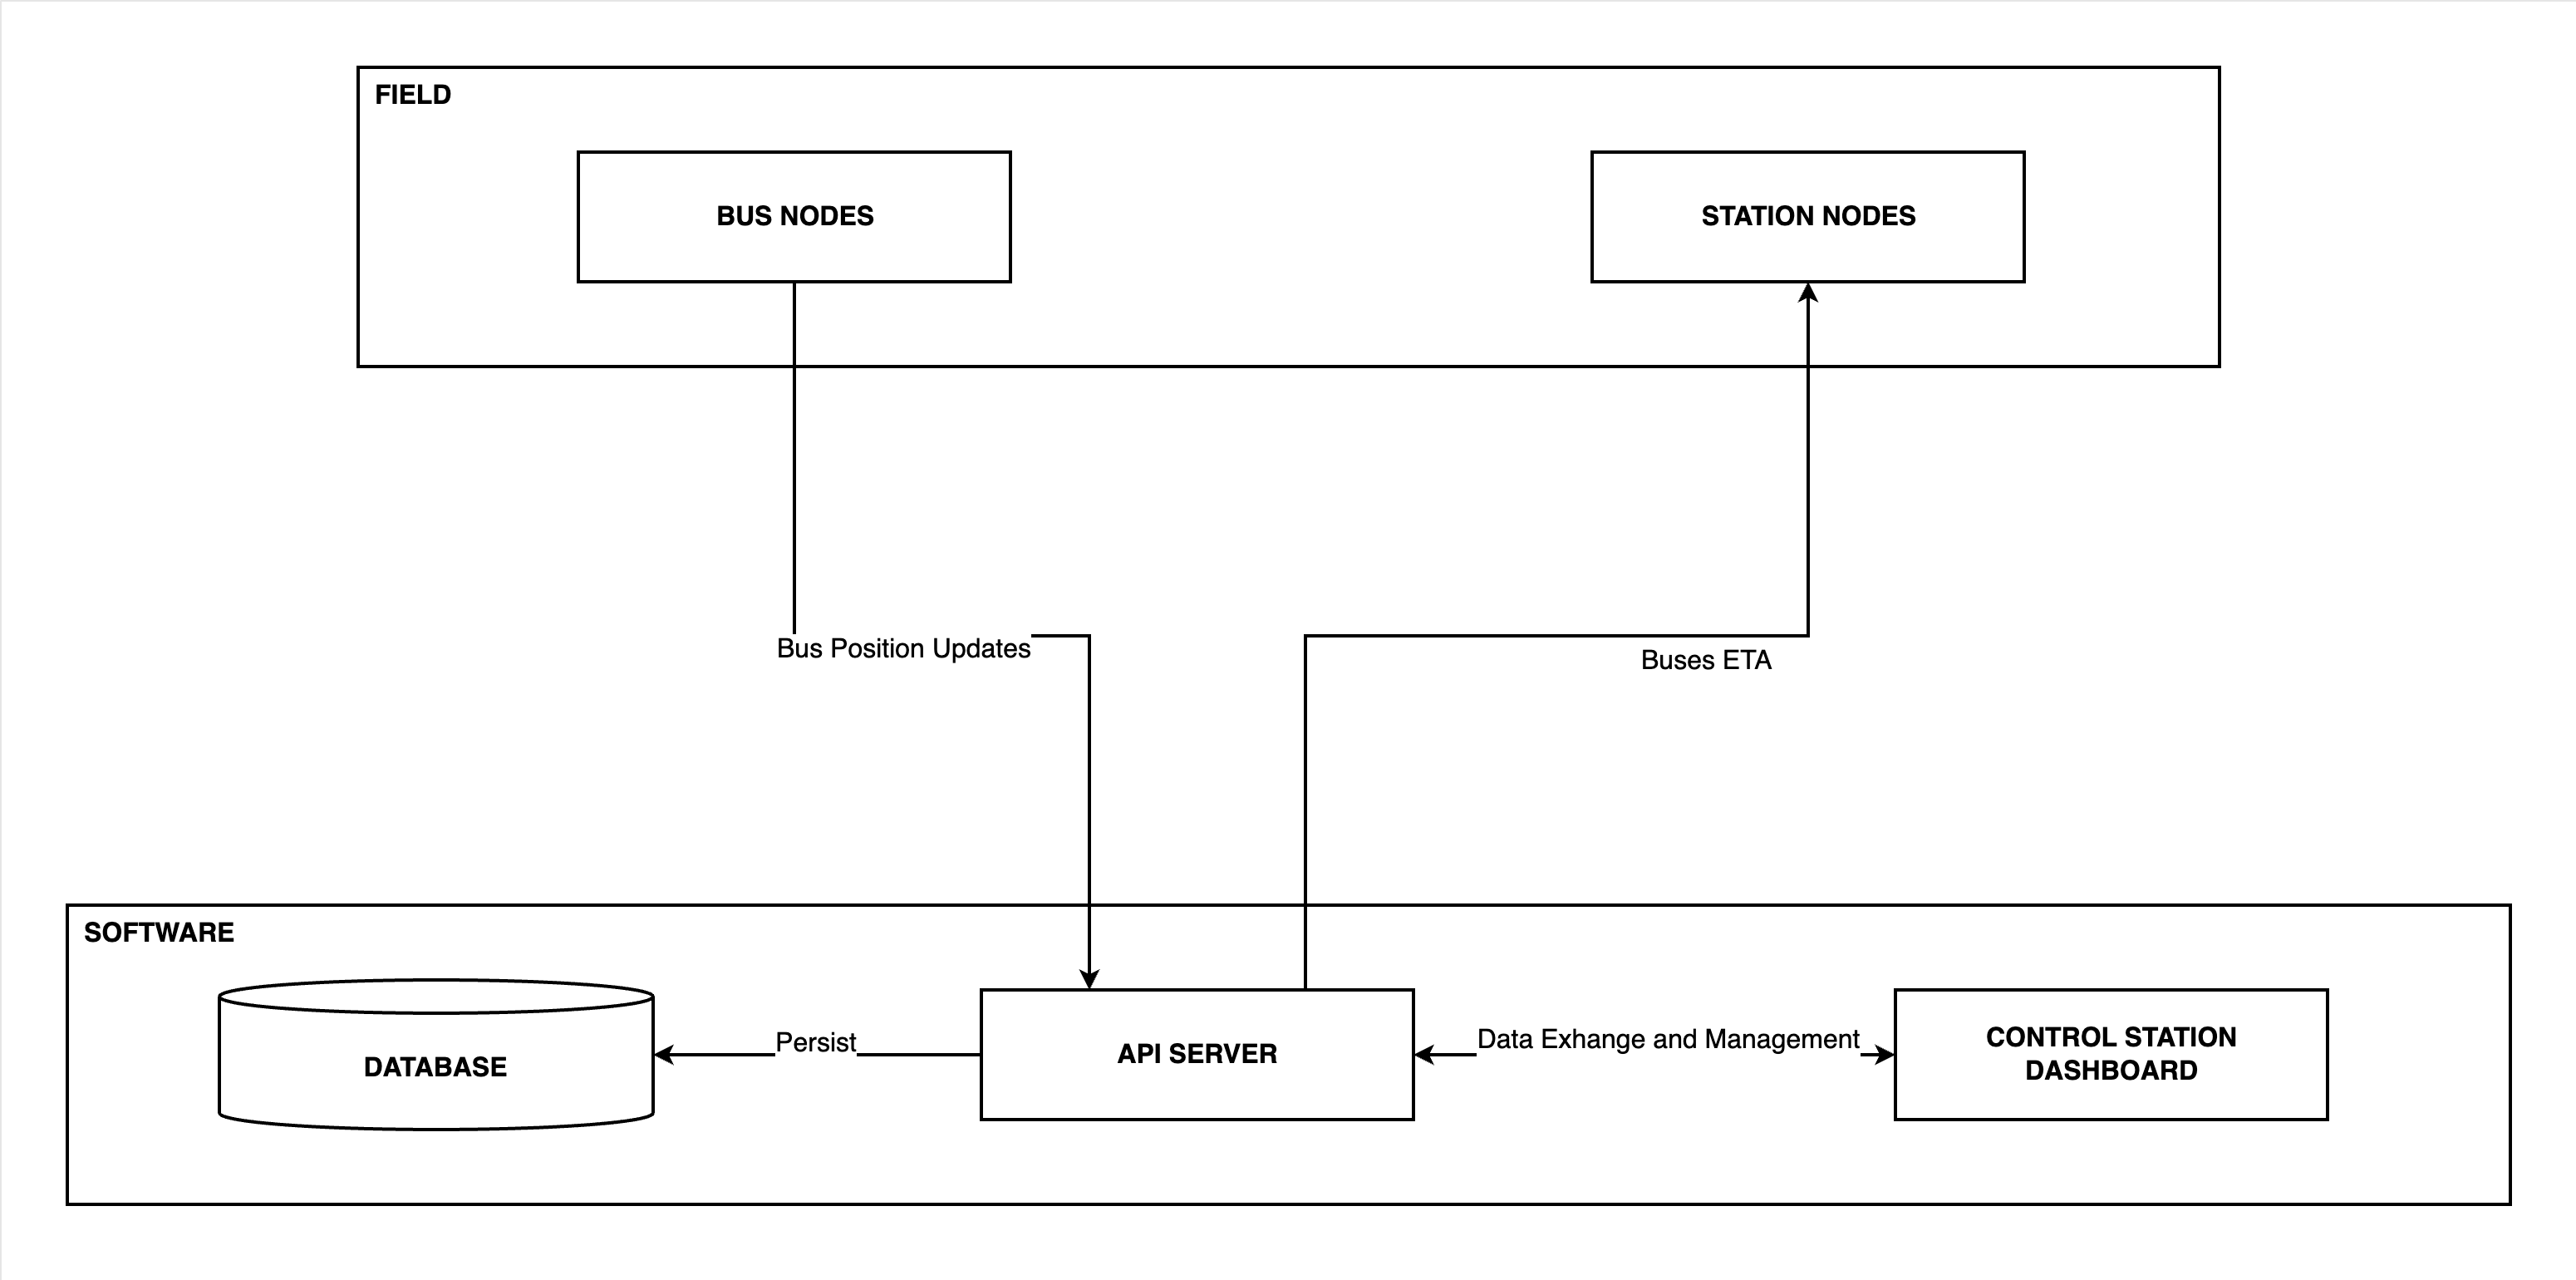 FIELD
BUS NODES
STATION NODES
Bus Position Updates
Buses ETA
SOFTWARE
DATABASE
Persist
API SERVER
Data Exhange and Management
CONTROL STATION
DASHBOARD